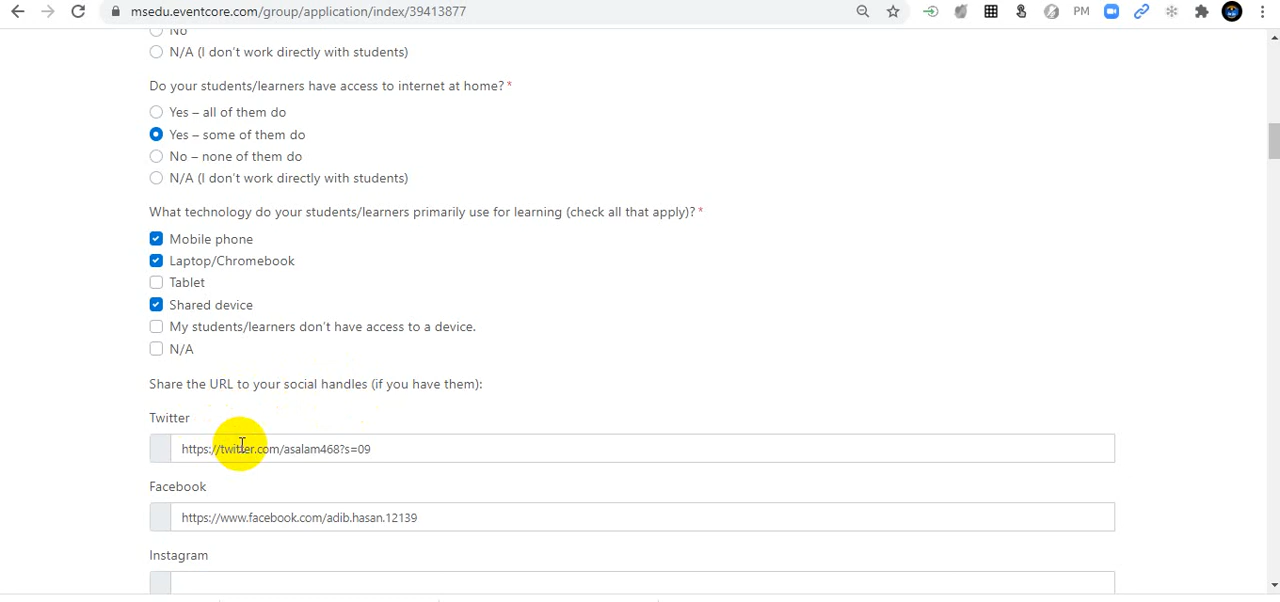 msedu.eventcore.com/group/application/index/39413877
PM
No
N/A (I don't work directly with students)
Do your students/learners have access to internet at home?*
Yes – all of them do
Yes – some of them do
No – none of them do
N/A (I don't work directly with students)
What technology do your students/learners primarily use for learning (check all that apply)?*
Mobile phone
Laptop/Chromebook
Tablet
Shared device
My students/learners don't have access to a device.
N/A
Share the URL to your social handles (if you have them):
Twitter
https://twitter.com/asalam468?s=09
Facebook
https://www.facebook.com/adib.hasan.12139
Instagram